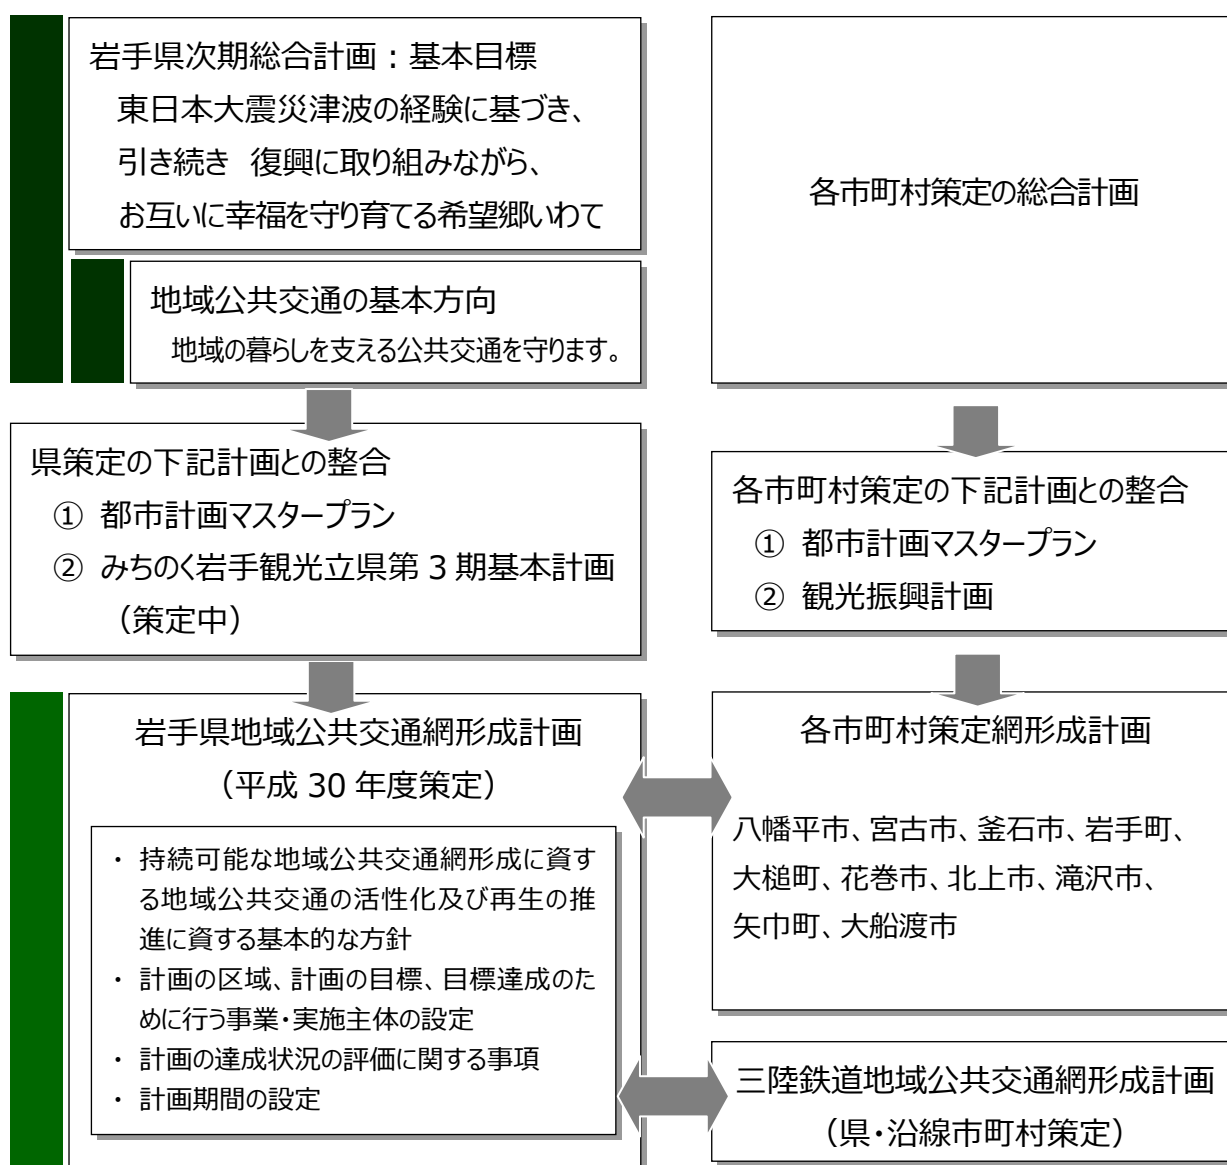 岩手県次期総合計画：基本目標
東日本大震災津波の経験に基づき、
引き続き 復興に取り組みながら、
お互いに幸福を守り育てる希望郷いわて
地域公共交通の基本方向
地域の暮らしを支える公共交通を守ります。
県策定の下記計画との整合
① 都市計画マスタープラン
② みちのく岩手観光立県第 3 期基本計画
（策定中）
岩手県地域公共交通網形成計画
（平成 30 年度策定）
・ 持続可能な地域公共交通網形成に資す
る地域公共交通の活性化及び再生の推
進に資する基本的な方針
・ 計画の区域、計画の目標、目標達成のた
めに行う事業・実施主体の設定
・ 計画の達成状況の評価に関する事項
・ 計画期間の設定
各市町村策定の総合計画
各市町村策定の下記計画との整合
① 都市計画マスタープラン
② 観光振興計画
各市町村策定網形成計画
八幡平市、宮古市、釜石市、岩手町、
大槌町、花巻市、北上市、滝沢市、
矢巾町、大船渡市
三陸鉄道地域公共交通網形成計画
（県・沿線市町村策定）